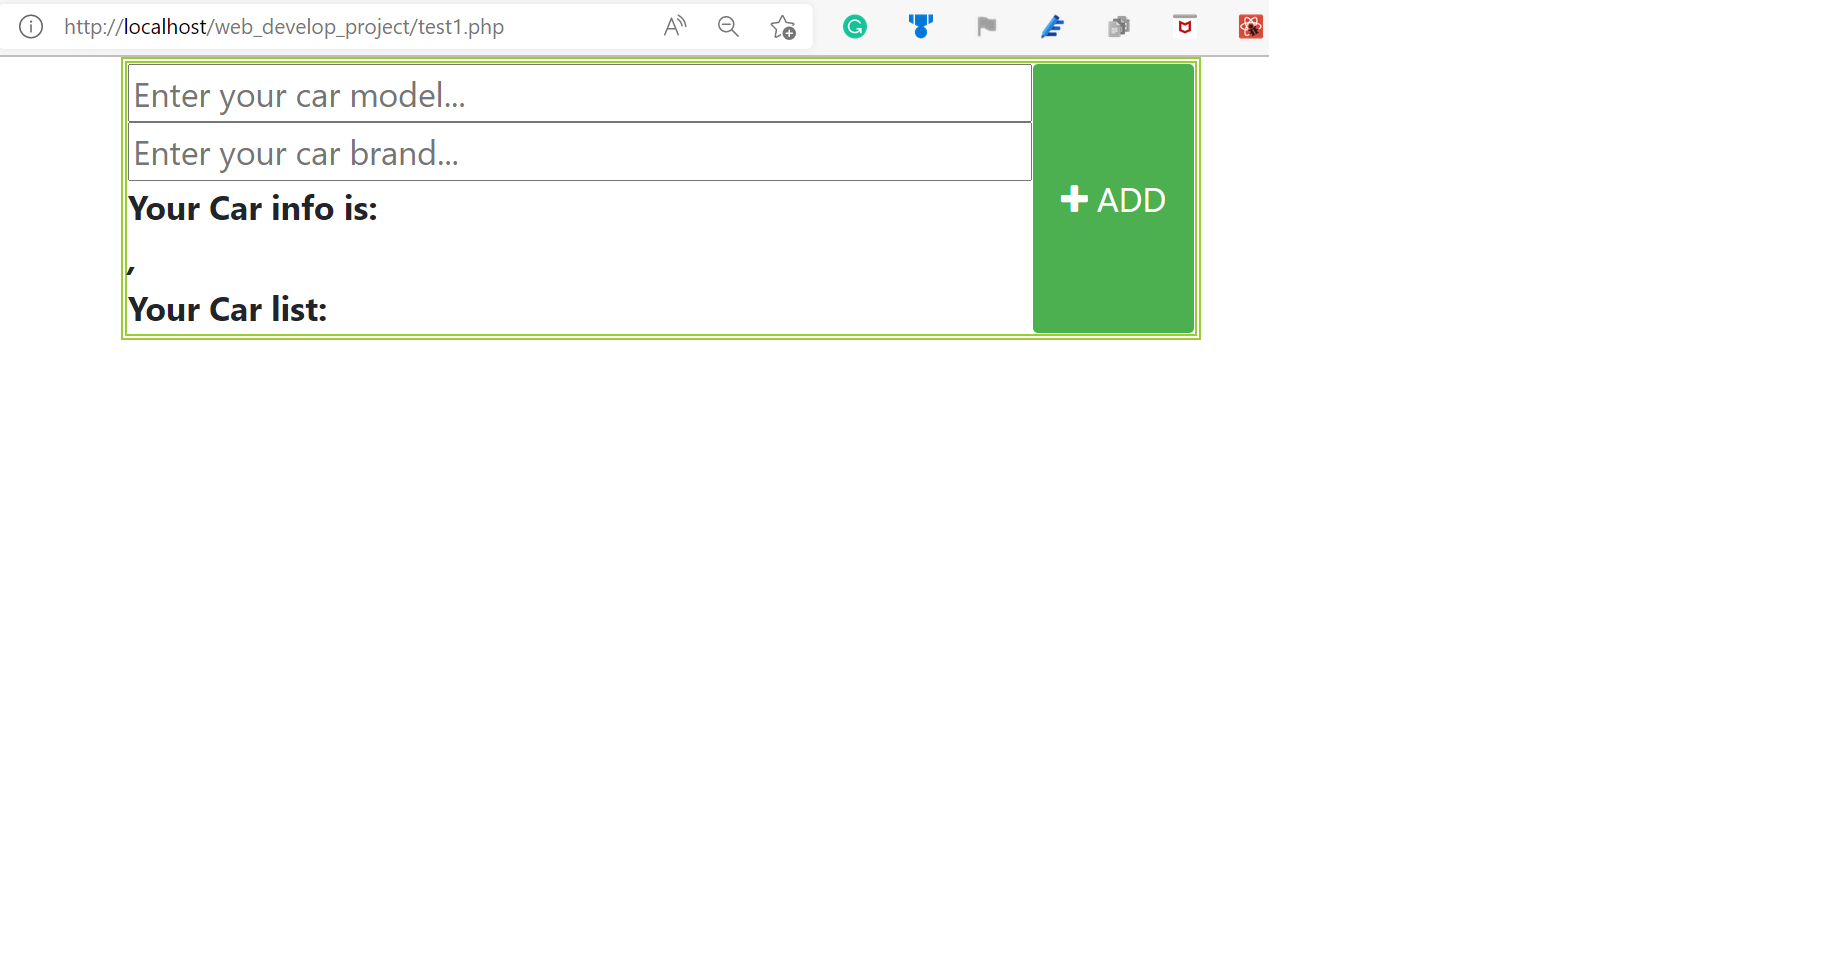 http://localhost/web_develop_project/test1.php
Enter your car model...
Enter your car brand...
Your Car info is:
,
Your Car list:
ADD